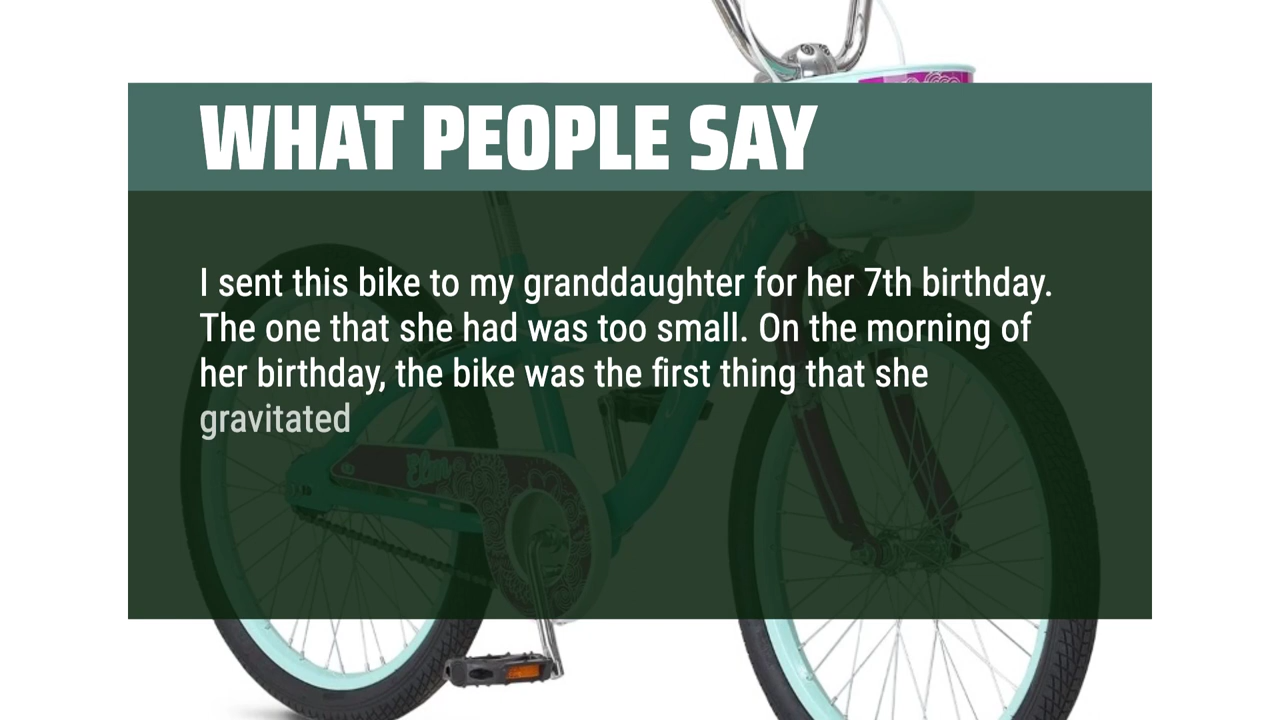 WHAT PEOPLE SAY
I sent this bike to my granddaughter for her 7th birthday.
The one that she had was too small. On the morning of
her birthday, the bike was the first thing that she
gravitated